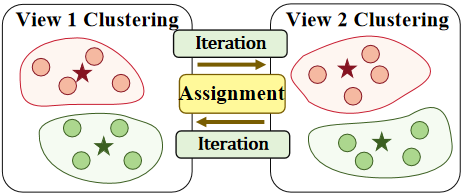 View 1 Clustering
Iteration
View 2 Clustering
Assignment
Iteration